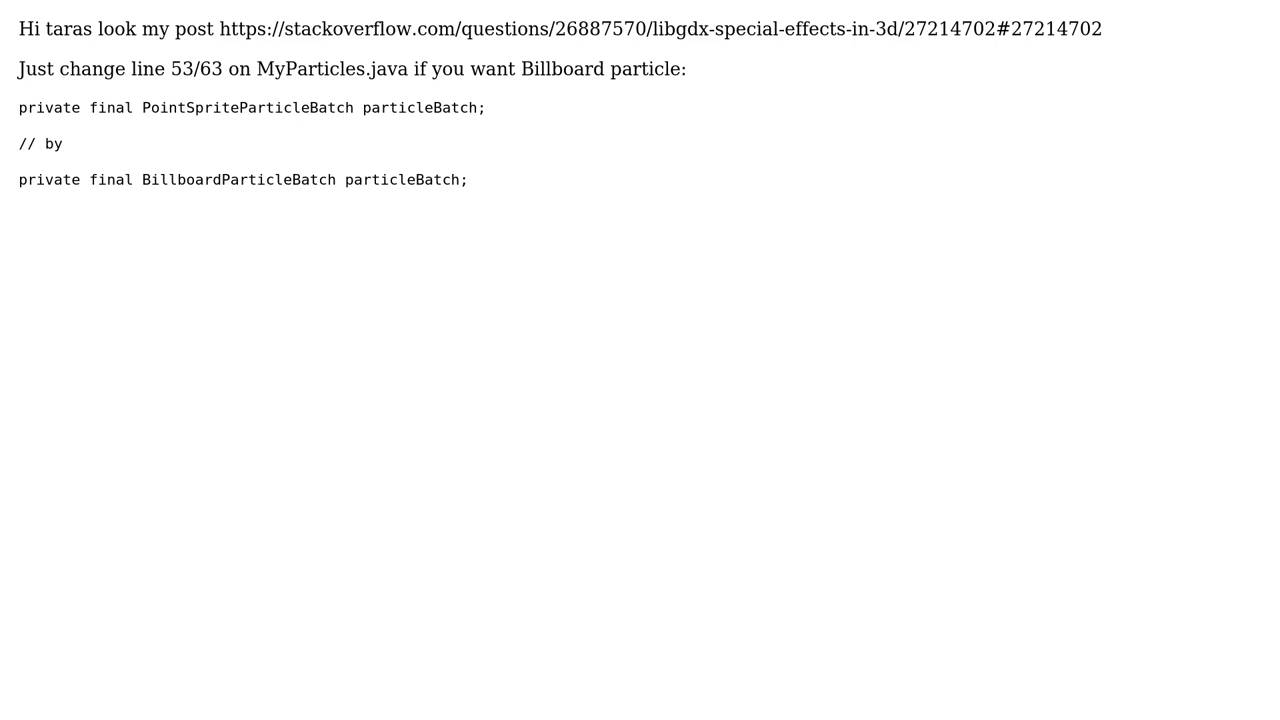 Hi taras look my post https://stackoverflow.com/questions/26887570/libgdx-special-effects-in-3d/27214702#27214702
Just change line 53/63 on MyParticles.java if you want Billboard particle:
private final PointSpriteParticleBatch particleBatch;
// by
private final BillboardParticleBatch particleBatch;